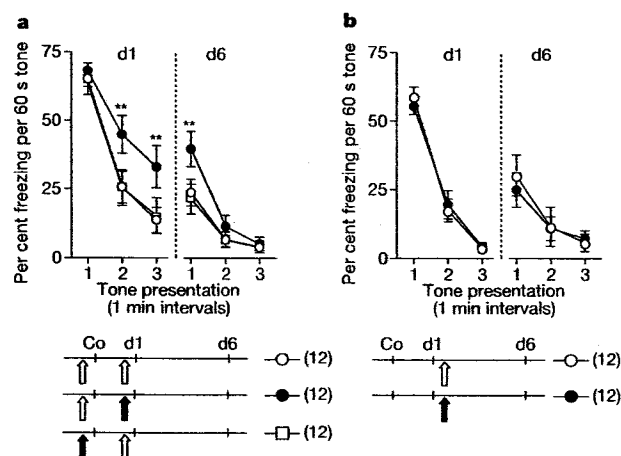 a
75
50
25
0
Per cent freezing per 60 s tone
d1
d6
**
**
**
1 2 3 1 2 3
Tone presentation
(1 min intervals)
Co d1 d6
(12)
(12)
(12)
b
75
50
25
0
Per cent freezing per 60 s tone
d1
d6
1 2 3 1 2 3
Tone presentation
(1 min intervals)
Co d1 d6
(12)
(12)